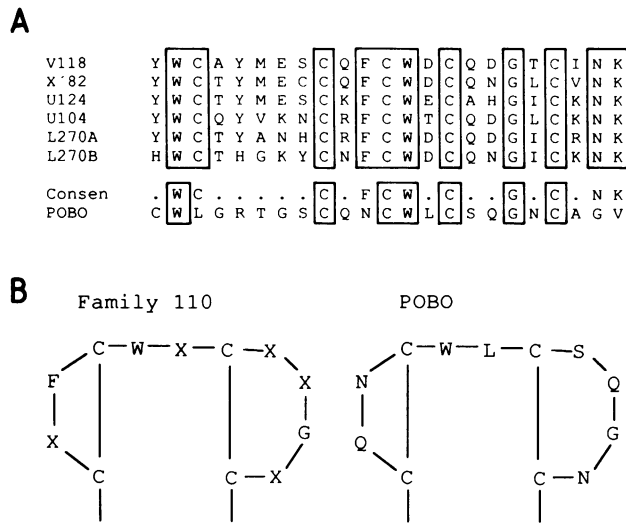 A
V118 Y W C A Y M E S C Q F C W D C Q D G T C I N K
X´82 Y W C T Y M E C C Q F C W D C Q N G L C V N K
U124 Y W C T Y M E S C K F C W E C A H G I C K N K
U104 Y W C Q Y V K N C R F C W T C Q D G L C K N K
L270A Y W C T Y A N H C R F C W D C Q D G I C R N K
L270B H W C T H G K Y C N F C W D C Q N G I C K N K
Consen . W C . . . . . C . F C W . C . . G . C . N K
POBO C W L G R T G S C Q N C W L C S Q G N C A G V
B
Family 110 POBO
C W X C X C W L C S
F X N Q
X G Q G
C C X C C N